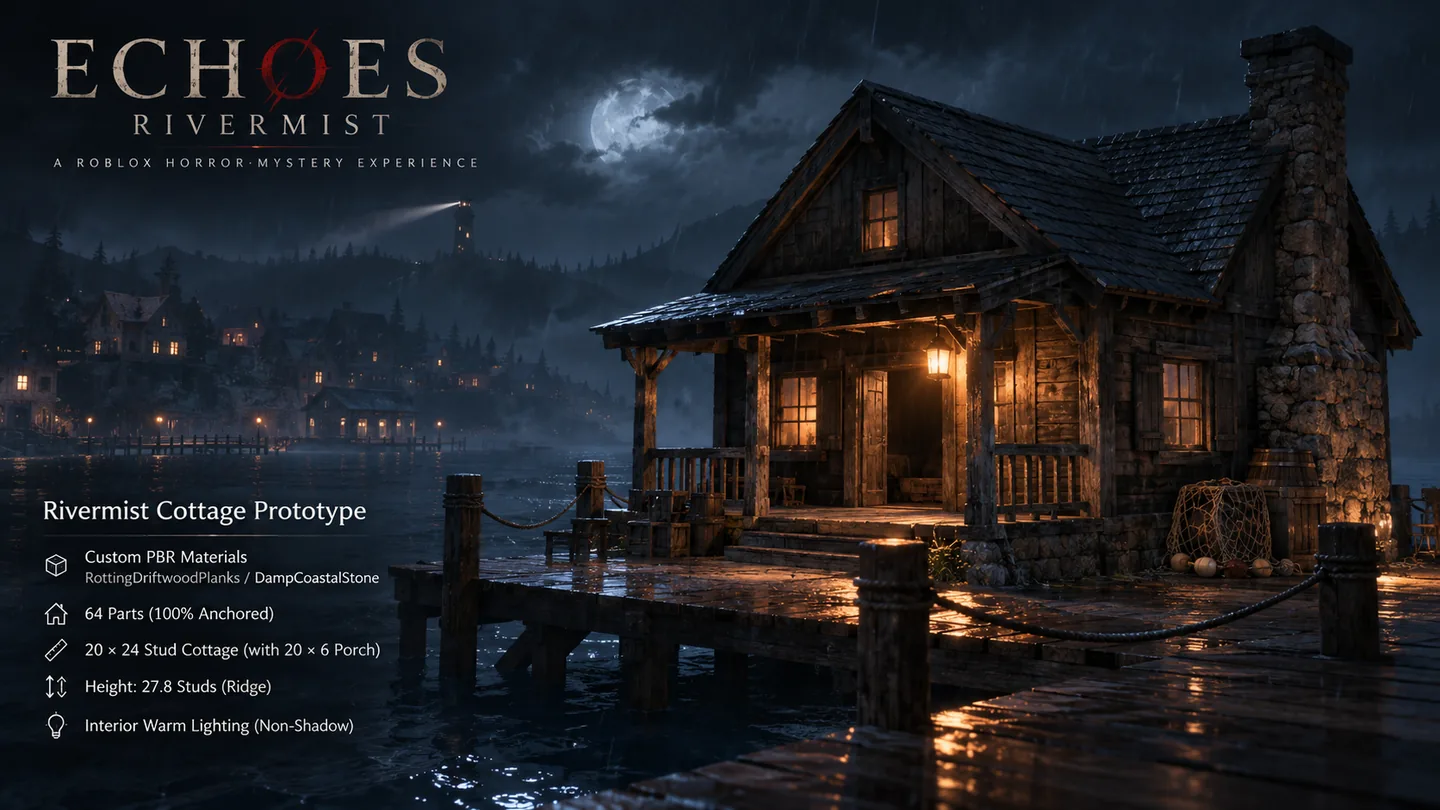 ECHOES
RIVERMIST
A ROBLOX HORROR·MYSTERY EXPERIENCE
Rivermist Cottage Prototype
Custom PBR Materials
RottingDriftwoodPlanks / DampCoastalStone
64 Parts (100% Anchored)
20 × 24 Stud Cottage (with 20 × 6 Porch)
Height: 27.8 Studs (Ridge)
Interior Warm Lighting (Non-Shadow)